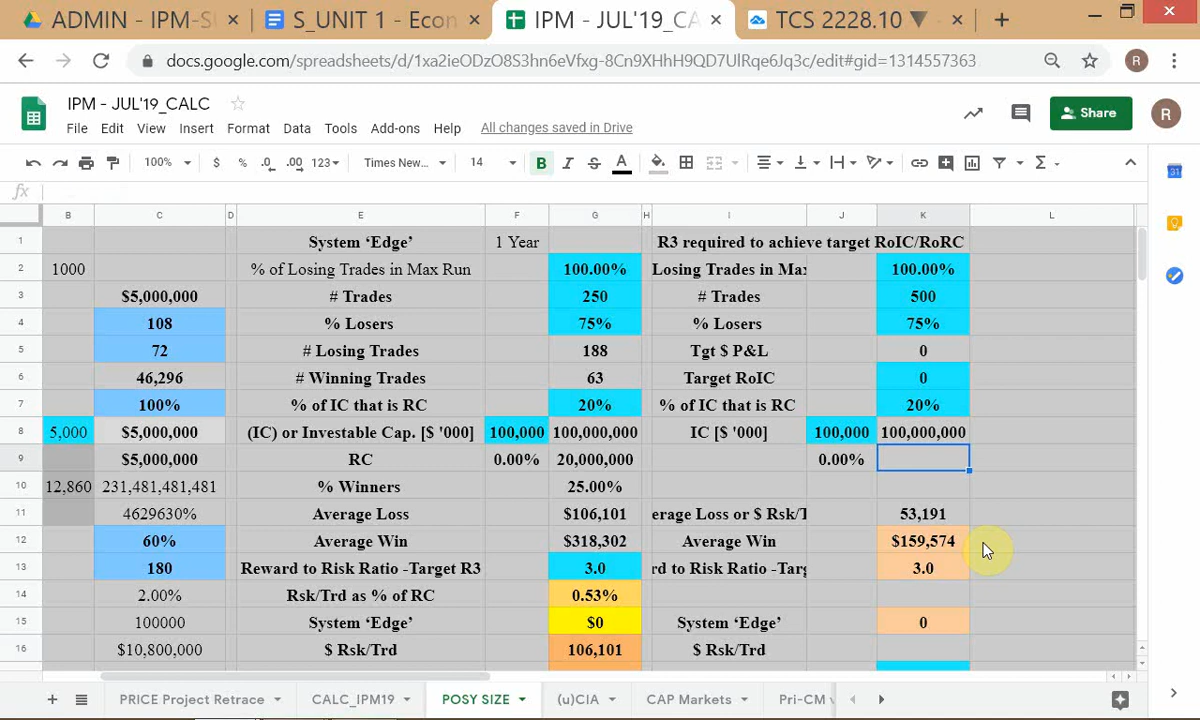 ADMIN - IPM-S
S_UNIT 1 - Econ
IPM - JUL'19_CA
TCS 2228.10 ▼
docs.google.com/spreadsheets/d/1xa2ieODzO8S3hn6eVfxg-8Cn9XHhH9QD7UlRqe6Jq3c/edit#gid=1314557363
R
IPM - JUL'19_CALC
File Edit View Insert Format Data Tools Add-ons Help All changes saved in Drive
Share
R
100% $ % .0 .00 123 Times New... 14 B I S A Σ
31
fx
B C D E F G H I J K L
1 System ‘Edge’ 1 Year R3 required to achieve target RoIC/RoRC
2 1000 % of Losing Trades in Max Run 100.00% Losing Trades in Ma 100.00%
3 $5,000,000 # Trades 250 # Trades 500
4 108 % Losers 75% % Losers 75%
5 72 # Losing Trades 188 Tgt $ P&L 0
6 46,296 # Winning Trades 63 Target RoIC 0
7 100% % of IC that is RC 20% % of IC that is RC 20%
8 5,000 $5,000,000 (IC) or Investable Cap. [$ '000] 100,000 100,000,000 IC [$ '000] 100,000 100,000,000
9 $5,000,000 RC 0.00% 20,000,000 0.00%
10 12,860 231,481,481,481 % Winners 25.00%
11 4629630% Average Loss $106,101 erage Loss or $ Rsk/T 53,191
12 60% Average Win $318,302 Average Win $159,574
13 180 Reward to Risk Ratio -Target R3 3.0 rd to Risk Ratio -Targ 3.0
14 2.00% Rsk/Trd as % of RC 0.53%
15 100000 System ‘Edge’ $0 System ‘Edge’ 0
16 $10,800,000 $ Rsk/Trd 106,101 $ Rsk/Trd
PRICE Project Retrace CALC_IPM19 POSY SIZE (u)CIA CAP Markets Pri-CM